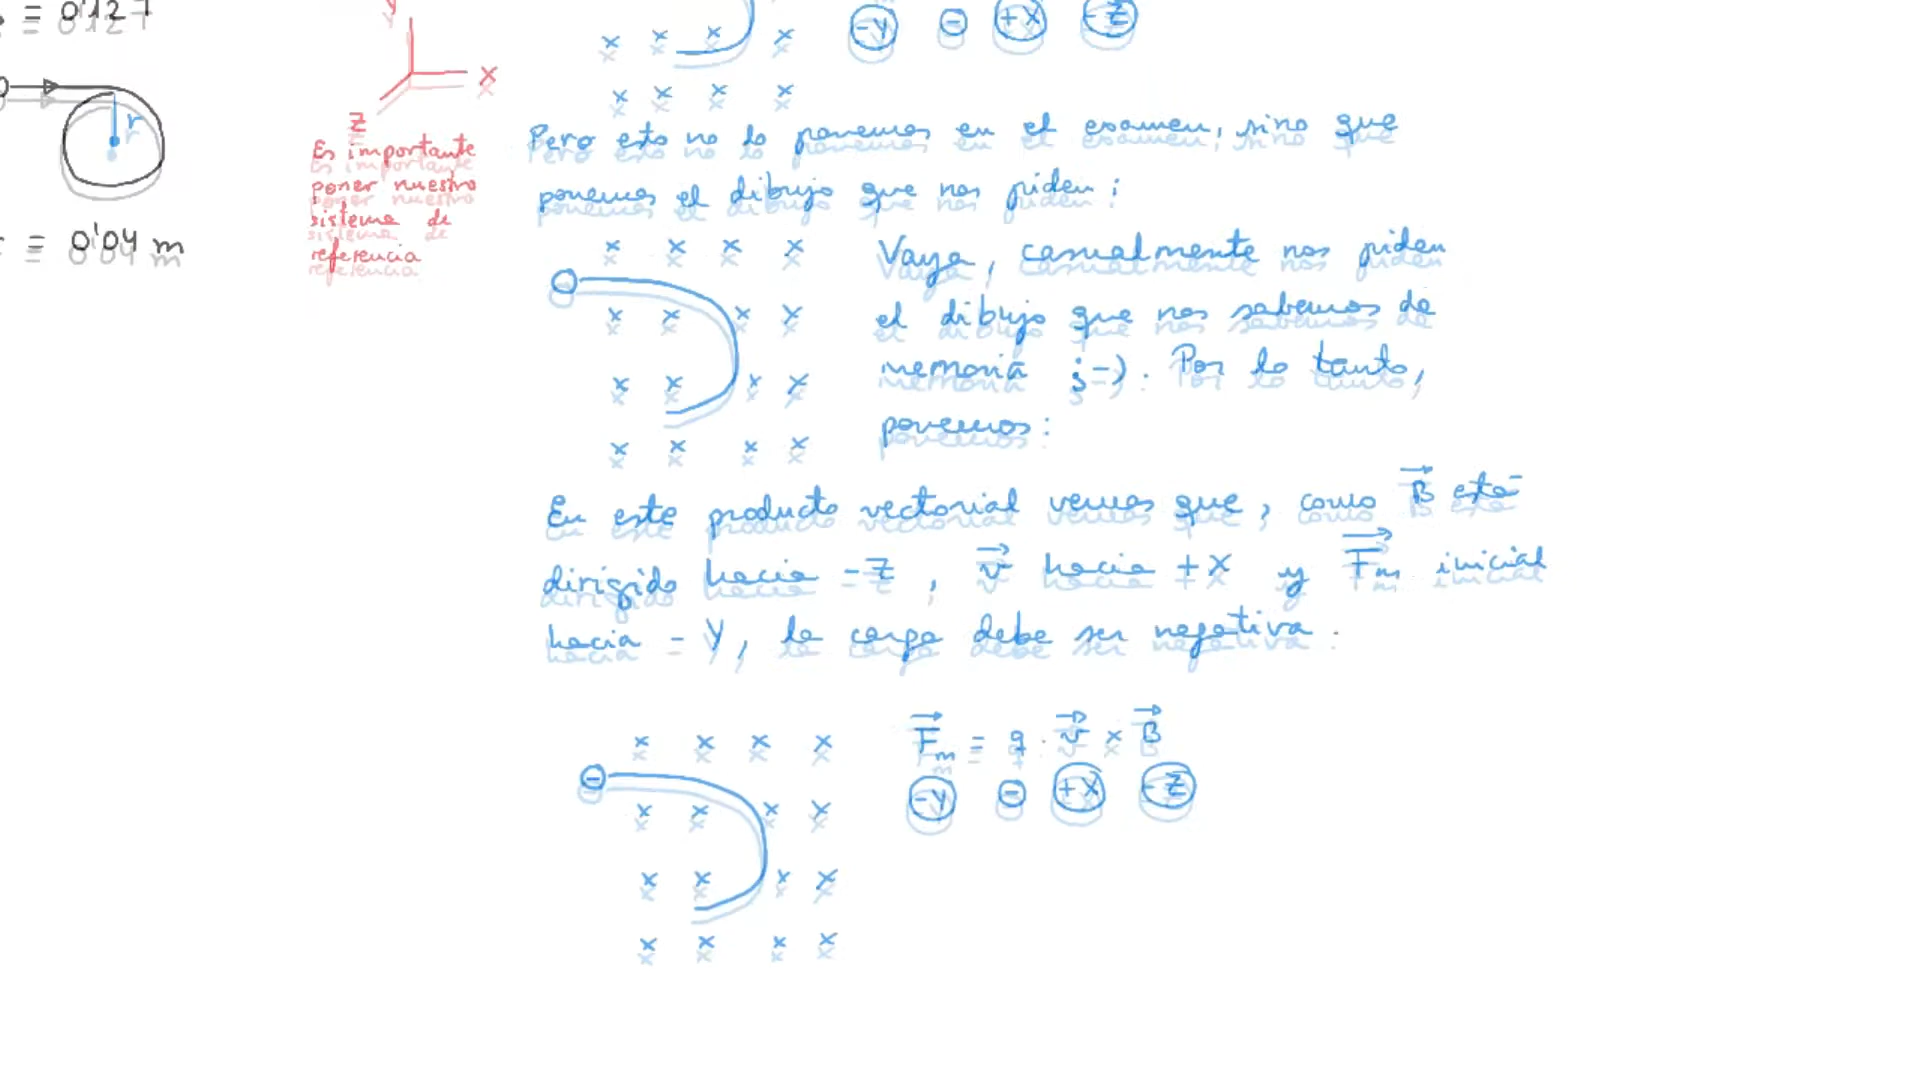 = 0'12T
Y
X
Z
r
= 0'04 m
Es importante
poner nuestro
sistema de
referencia
x x x x
-Y - +X -Z
x x x x
Pero esto no lo ponemos en el examen, sino que
ponemos el dibujo que nos piden:
x x x x
x x x x
x x x x
x x x x
Vaya, casualmente nos piden
el dibujo que nos sabemos de
memoria ;-). Por lo tanto,
ponemos:
En este producto vectorial vemos que, como B está
dirigido hacia -Z, v hacia +X y Fm inicial
hacia -Y, la carga debe ser negativa.
x x x x
-
x x x x
x x x x
x x x x
Fm = q · v × B
-Y - +X -Z